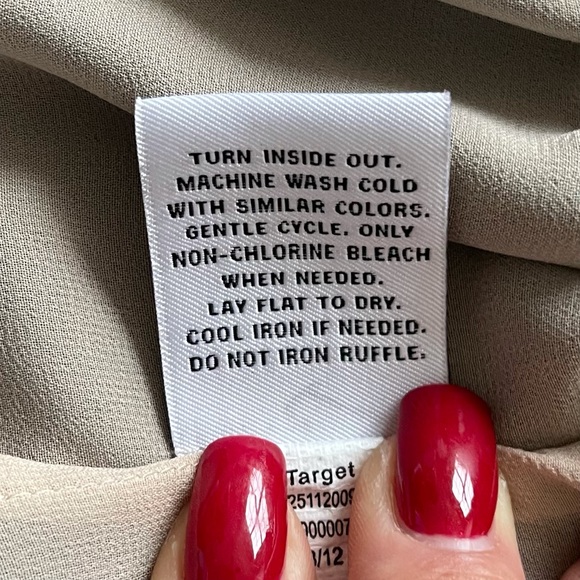 TURN INSIDE OUT.
MACHINE WASH COLD
WITH SIMILAR COLORS.
GENTLE CYCLE. ONLY
NON-CHLORINE BLEACH
WHEN NEEDED.
LAY FLAT TO DRY.
COOL IRON IF NEEDED.
DO NOT IRON RUFFLE.
Target